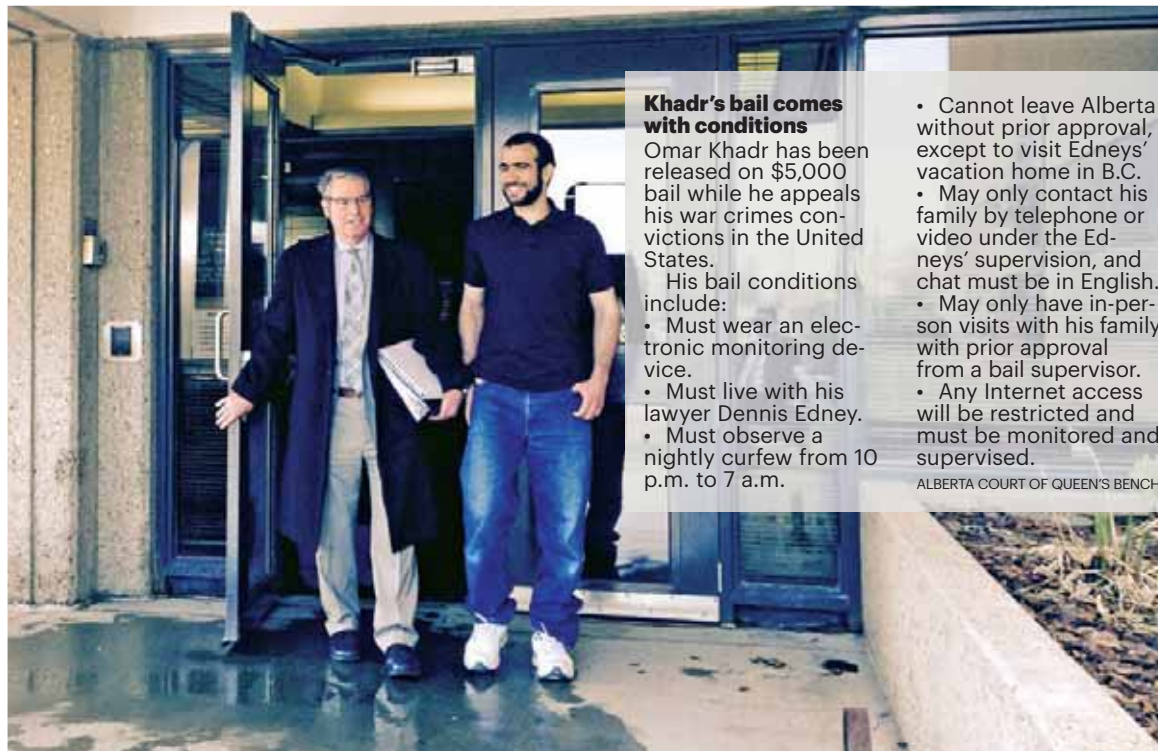 Khadr's bail comes
with conditions
Omar Khadr has been
released on $5,000
bail while he appeals
his war crimes con-
victions in the United
States.
His bail conditions
include:
• Must wear an elec-
tronic monitoring de-
vice.
• Must live with his
lawyer Dennis Edney.
• Must observe a
nightly curfew from 10
p.m. to 7 a.m.
• Cannot leave Alberta
without prior approval,
except to visit Edneys'
vacation home in B.C.
• May only contact his
family by telephone or
video under the Ed-
neys' supervision, and
chat must be in English.
• May only have in-per-
son visits with his family
with prior approval
from a bail supervisor.
• Any Internet access
will be restricted and
must be monitored and
supervised.
ALBERTA COURT OF QUEEN'S BENCH